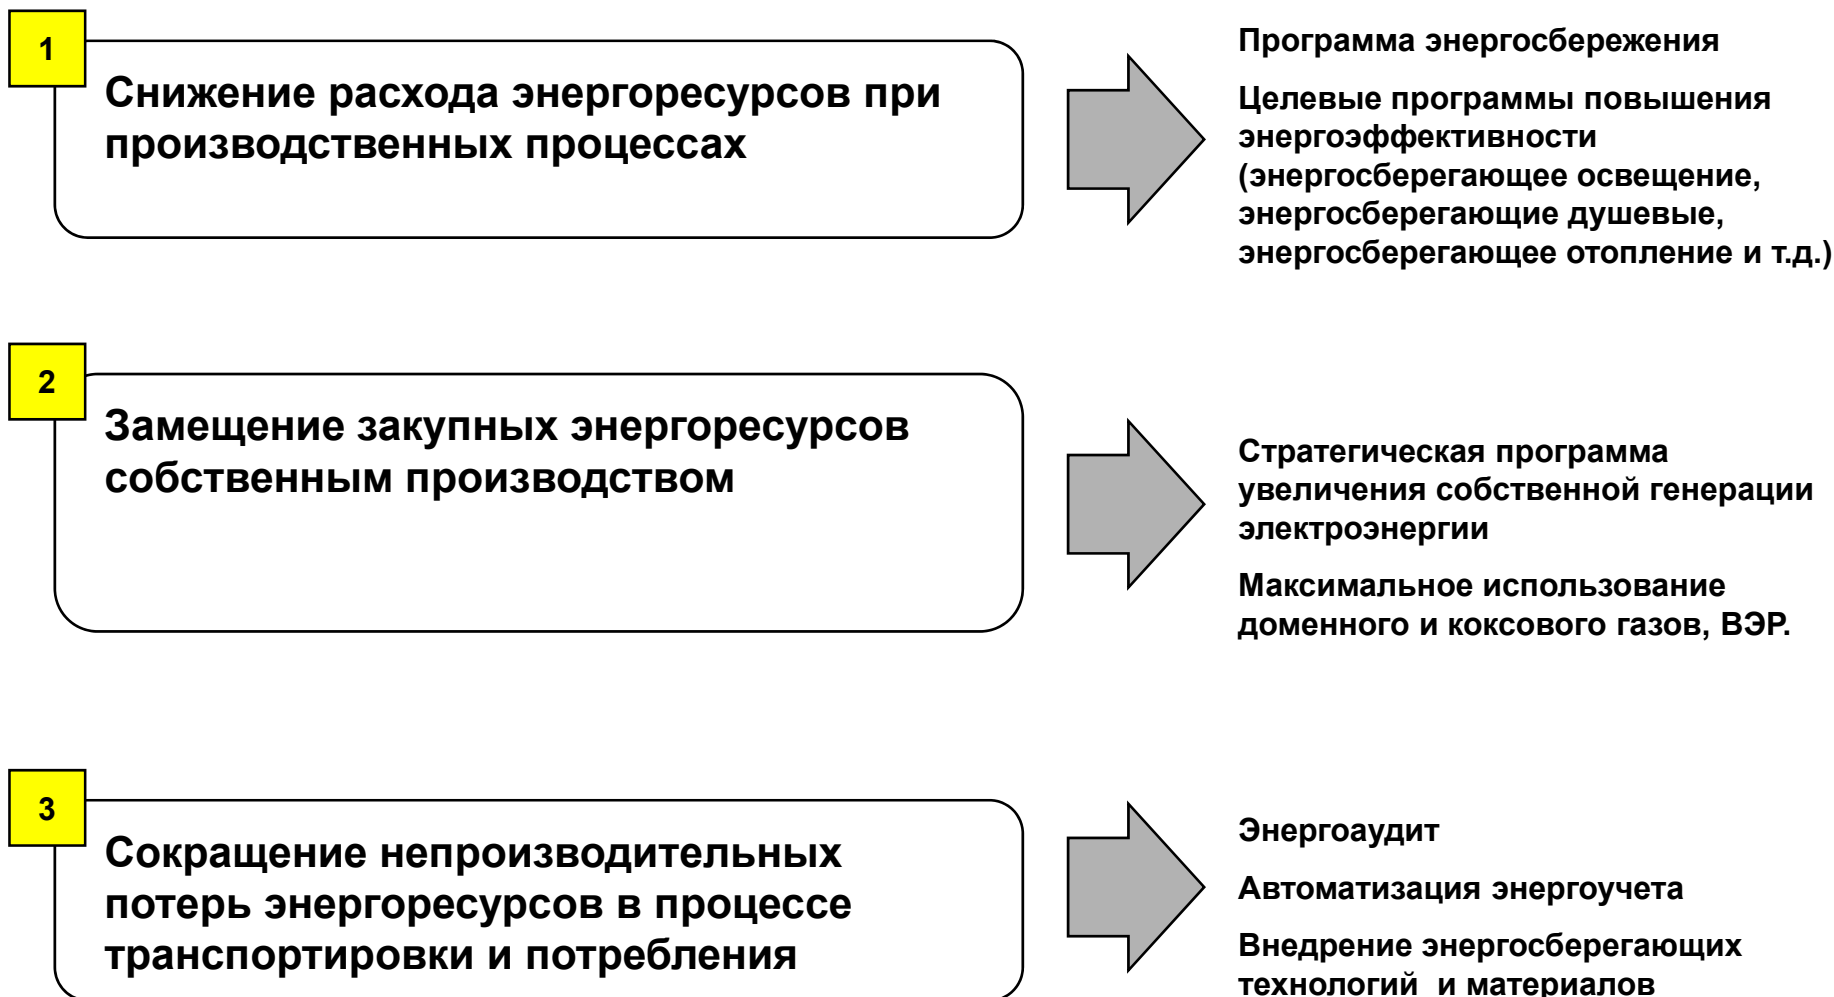 1
Снижение расхода энергоресурсов при
производственных процессах
Программа энергосбережения
Целевые программы повышения
энергоэффективности
(энергосберегающее освещение,
энергосберегающие душевые,
энергосберегающее отопление и т.д.)
2
Замещение закупных энергоресурсов
собственным производством
Стратегическая программа
увеличения собственной генерации
электроэнергии
Максимальное использование
доменного и коксового газов, ВЭР.
3
Сокращение непроизводительных
потерь энергоресурсов в процессе
транспортировки и потребления
Энергоаудит
Автоматизация энергоучета
Внедрение энергосберегающих
технологий  и материалов